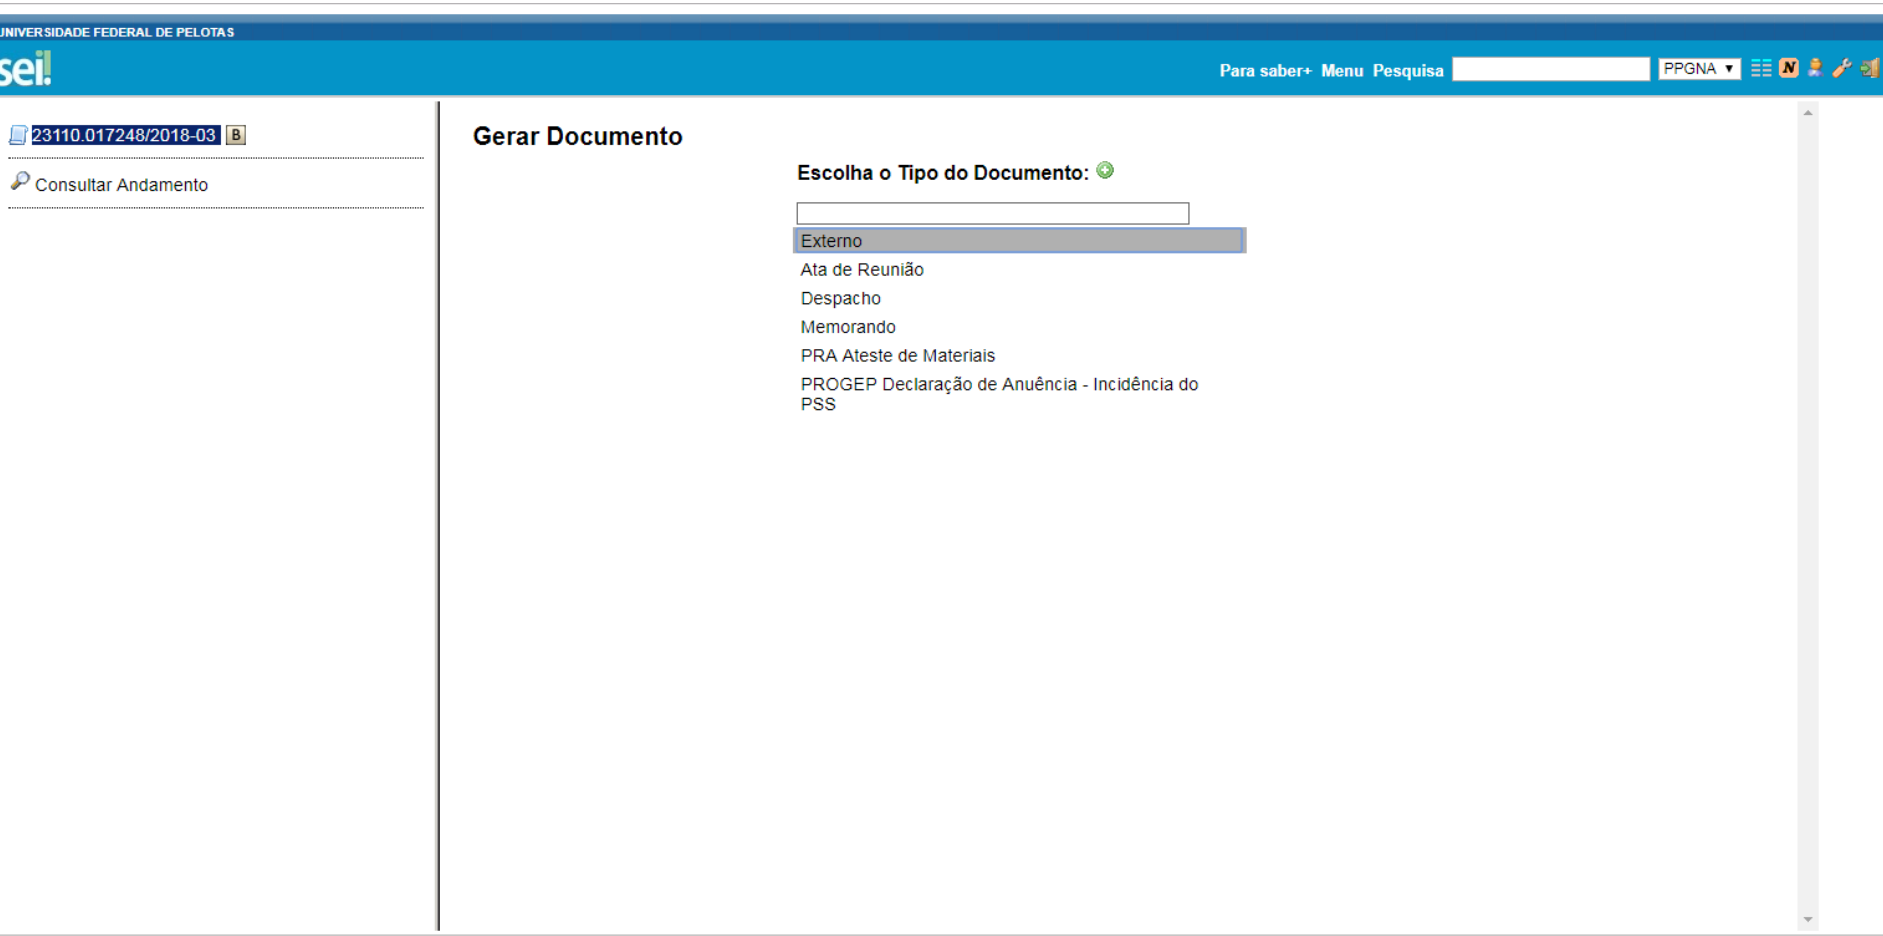 UNIVERSIDADE FEDERAL DE PELOTAS
sei!
Para saber+ Menu Pesquisa
PPGNA
N
23110.017248/2018-03 B
Consultar Andamento
Gerar Documento
Escolha o Tipo do Documento:
Externo
Ata de Reunião
Despacho
Memorando
PRA Ateste de Materiais
PROGEP Declaração de Anuência - Incidência do
PSS